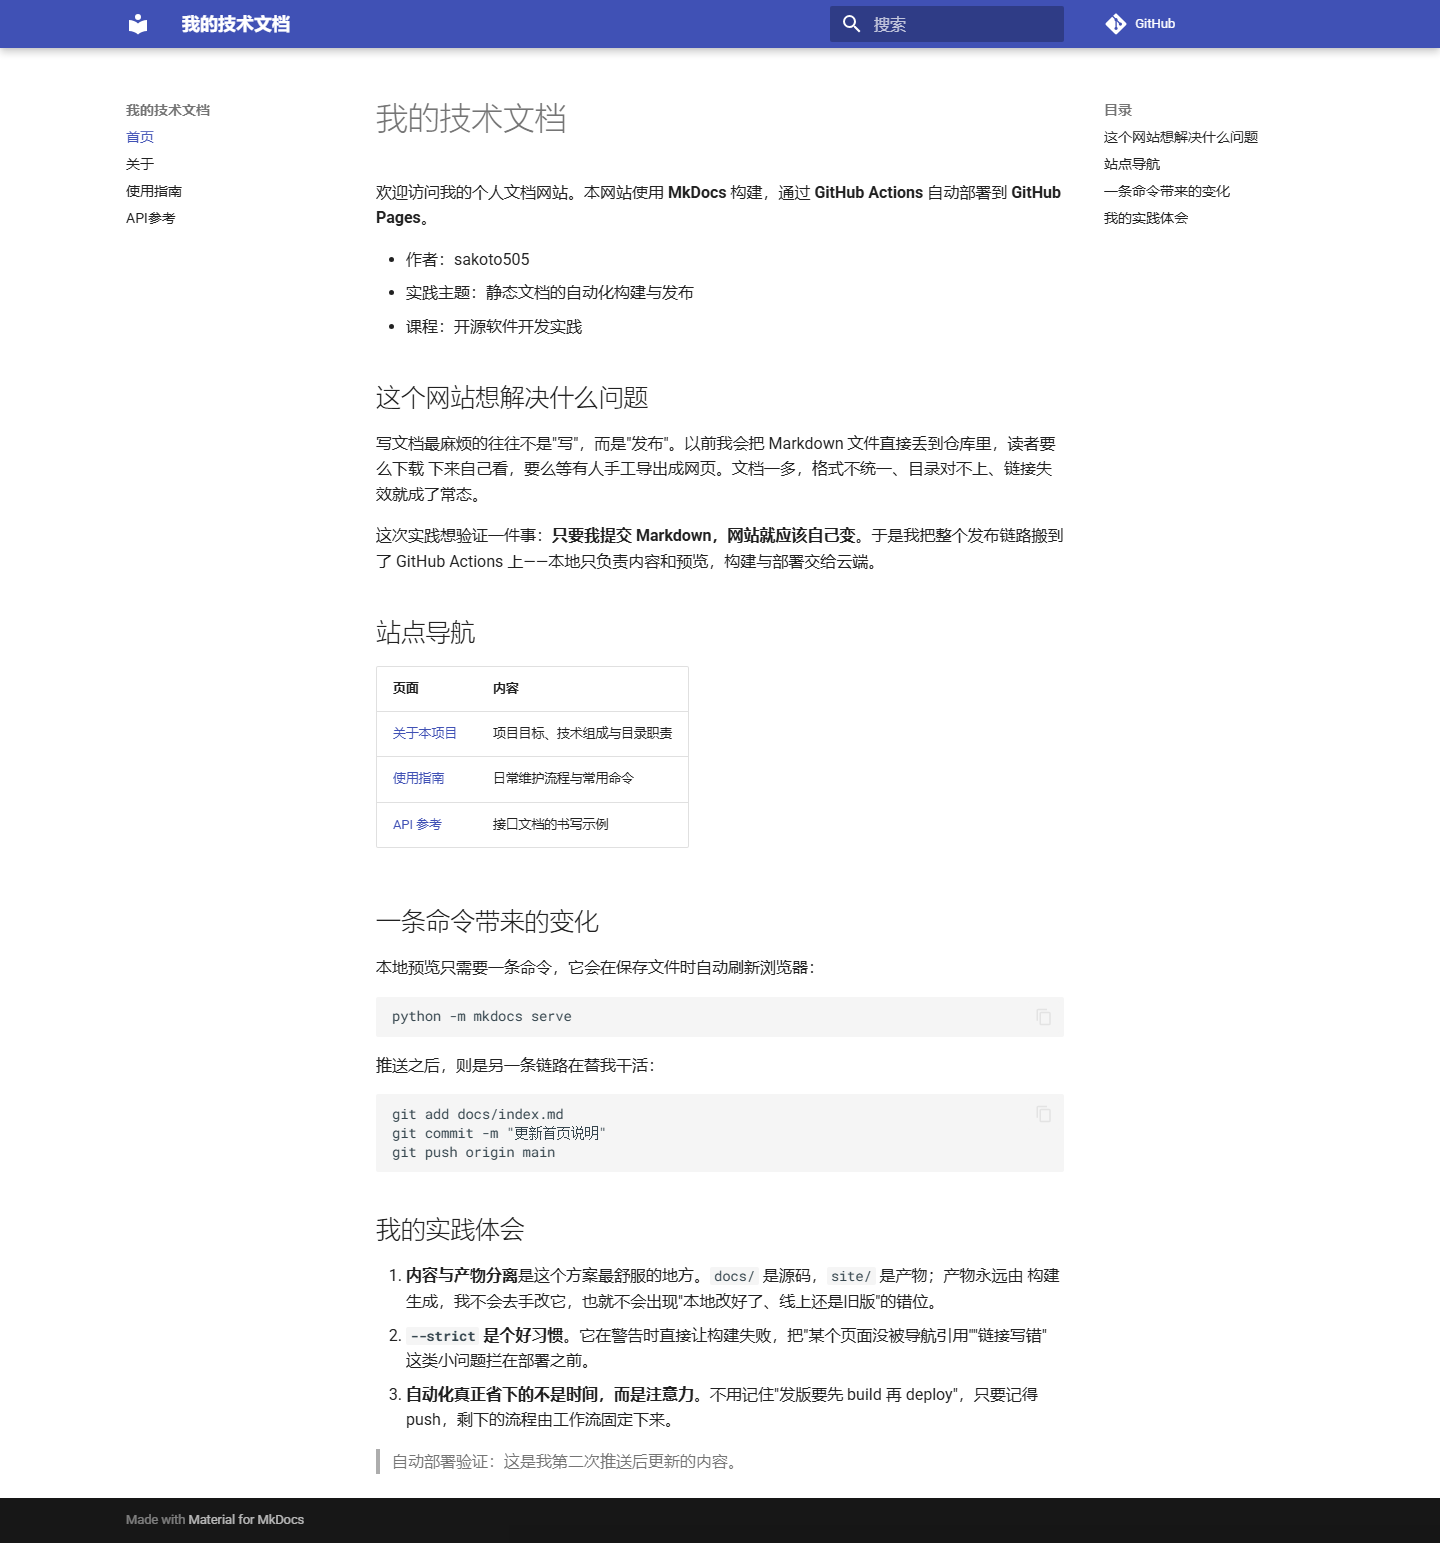 我的技术文档
搜索
GitHub
我的技术文档
首页
关于
使用指南
API参考
我的技术文档
欢迎访问我的个人文档网站。本网站使用 MkDocs 构建，通过 GitHub Actions 自动部署到 GitHub
Pages。
• 作者：sakoto505
• 实践主题：静态文档的自动化构建与发布
• 课程：开源软件开发实践
这个网站想解决什么问题
写文档最麻烦的往往不是"写"，而是"发布"。以前我会把 Markdown 文件直接丢到仓库里，读者要
么下载 下来自己看，要么等有人手工导出成网页。文档一多，格式不统一、目录对不上、链接失
效就成了常态。
这次实践想验证一件事：只要我提交 Markdown，网站就应该自己变。于是我把整个发布链路搬到
了 GitHub Actions 上——本地只负责内容和预览，构建与部署交给云端。
站点导航
页面 内容
关于本项目 项目目标、技术组成与目录职责
使用指南 日常维护流程与常用命令
API 参考 接口文档的书写示例
一条命令带来的变化
本地预览只需要一条命令，它会在保存文件时自动刷新浏览器：
python -m mkdocs serve
推送之后，则是另一条链路在替我干活：
git add docs/index.md
git commit -m "更新首页说明"
git push origin main
我的实践体会
1. 内容与产物分离是这个方案最舒服的地方。docs/ 是源码，site/ 是产物；产物永远由 构建
生成，我不会去手改它，也就不会出现"本地改好了、线上还是旧版"的错位。
2. --strict 是个好习惯。它在警告时直接让构建失败，把"某个页面没被导航引用""链接写错"
这类小问题拦在部署之前。
3. 自动化真正省下的不是时间，而是注意力。不用记住"发版要先 build 再 deploy"，只要记得
push，剩下的流程由工作流固定下来。
自动部署验证：这是我第二次推送后更新的内容。
目录
这个网站想解决什么问题
站点导航
一条命令带来的变化
我的实践体会
Made with Material for MkDocs